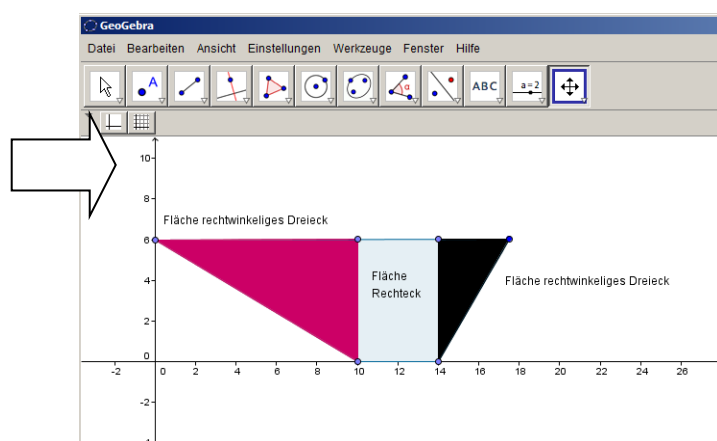 GeoGebra
Datei Bearbeiten Ansicht Einstellungen Werkzeuge Fenster Hilfe
A
α
ABC
a=2
10
8
Fläche rechtwinkeliges Dreieck
6
Fläche
Rechteck
Fläche rechtwinkeliges Dreieck
4
2
0
-2 0 2 4 6 8 10 12 14 16 18 20 22 24 26
-2
-4